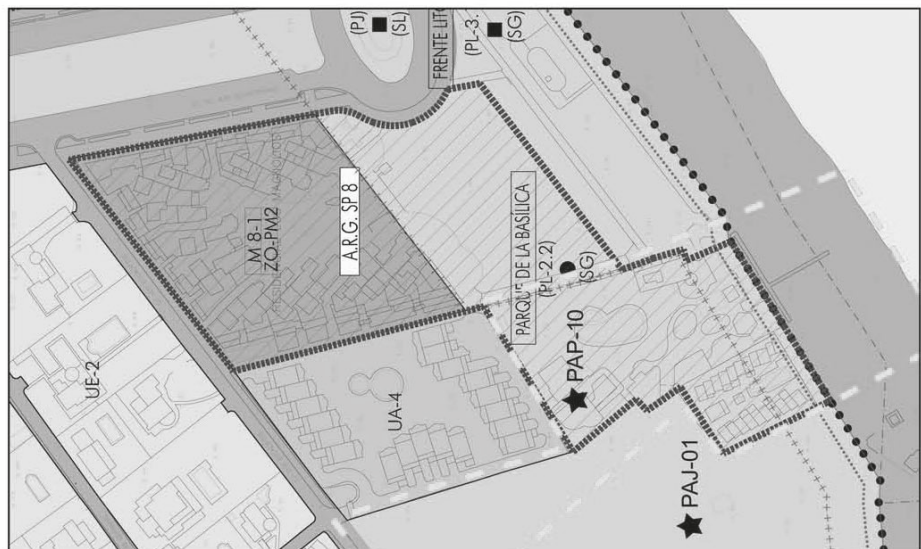 (PJ)
(SL)
FRENTE LIT
(PL-3.
(SG)
M 8-1
ZO-PM2
A.R.G. SP 8
PARQUE DE LA BASÍLICA
(PL-2.2)
(SG)
UE-2
UA-4
PAP-10
PAJ-01